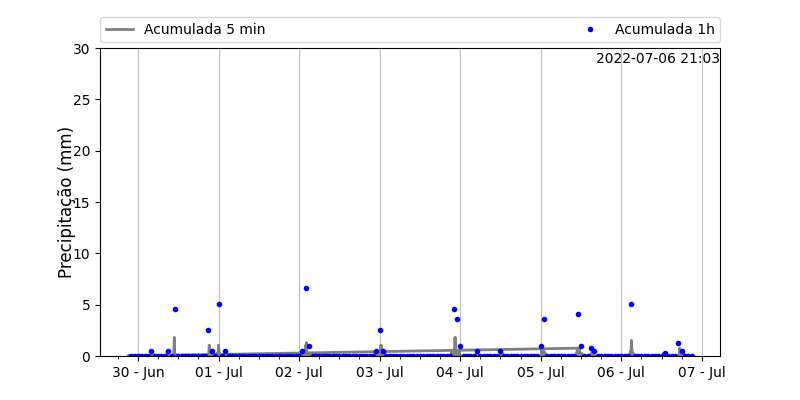 Acumulada 5 min
Acumulada 1h
2022-07-06 21:03
Precipitação (mm)
30
25
20
15
10
5
0
30 - Jun
01 - Jul
02 - Jul
03 - Jul
04 - Jul
05 - Jul
06 - Jul
07 - Jul